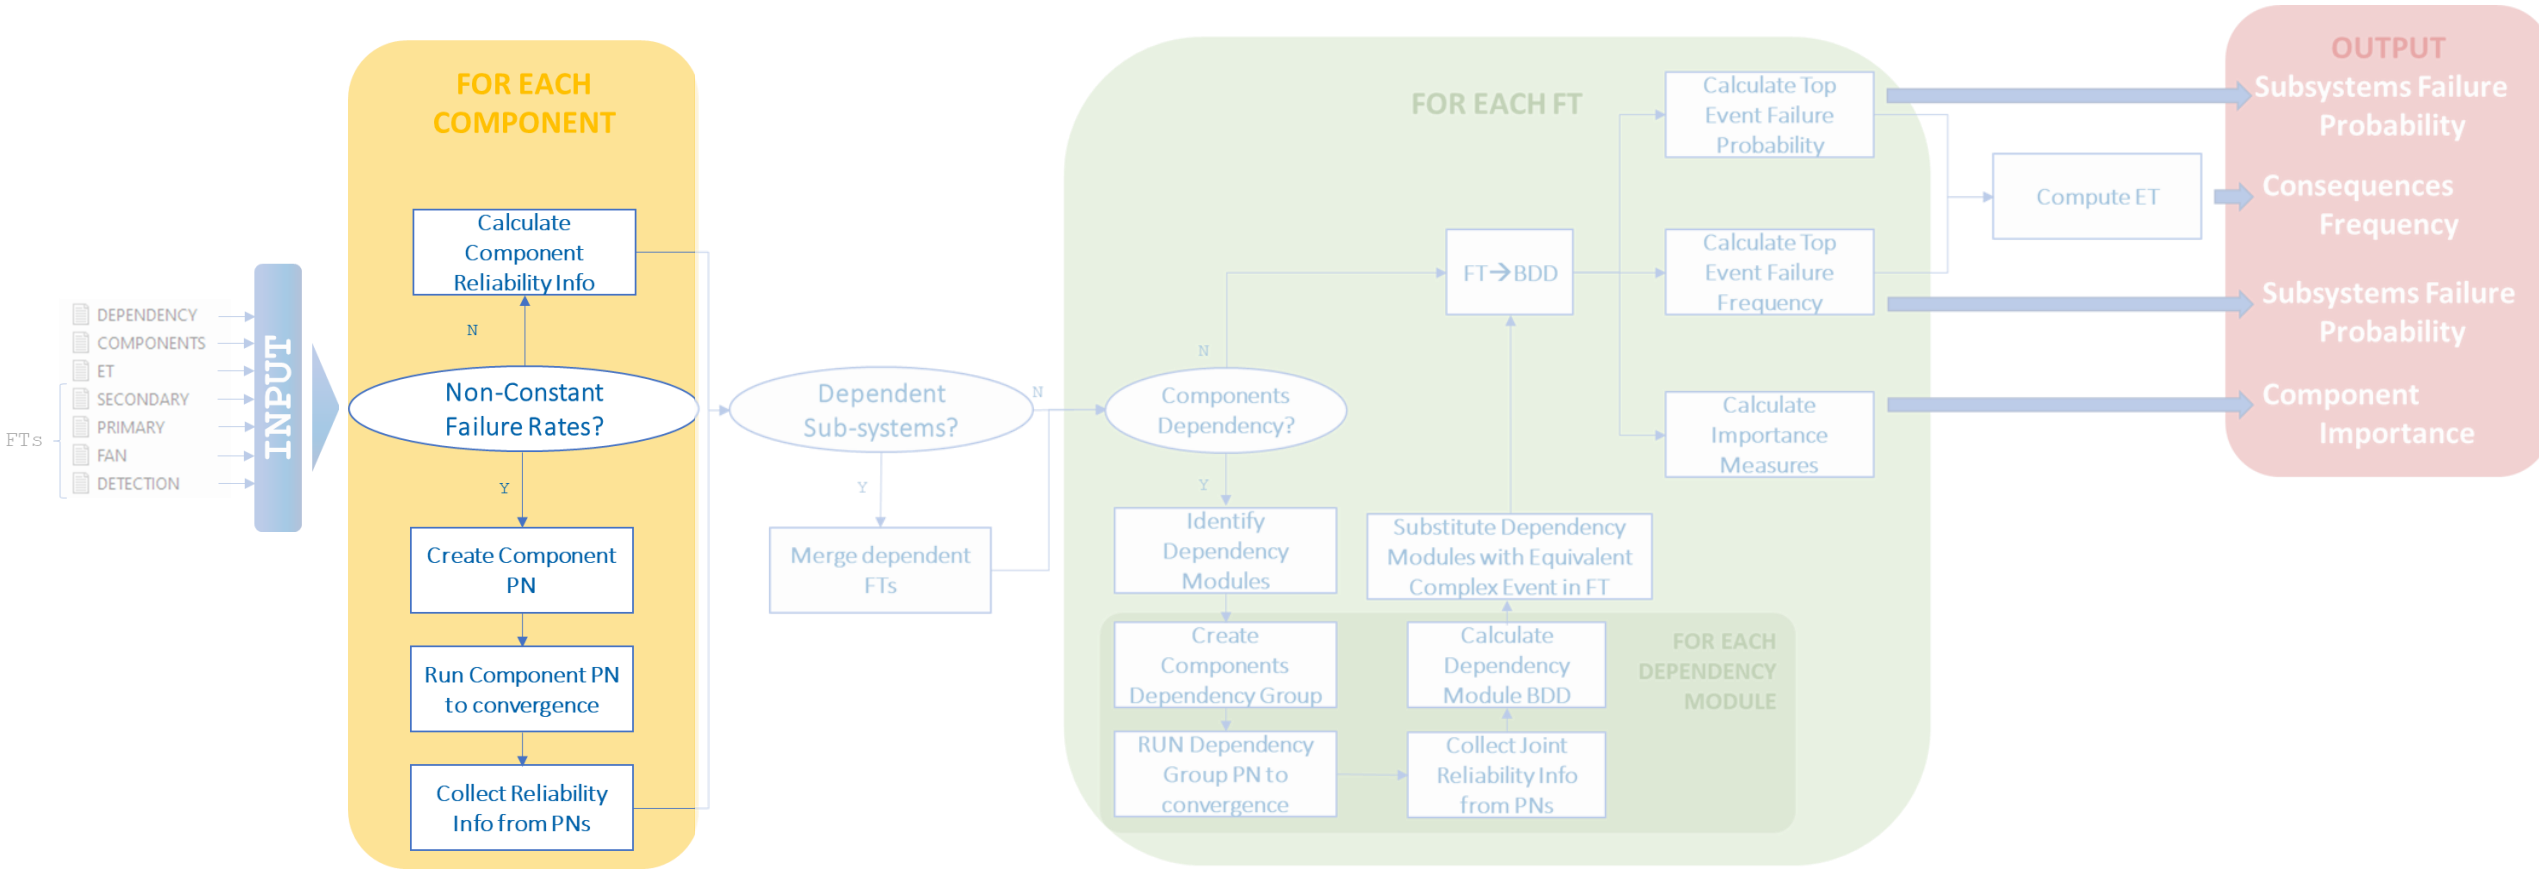 DEPENDENCY
COMPONENTS
ET
SECONDARY
PRIMARY
FAN
DETECTION
FTs
INPUT
FOR EACH
COMPONENT
Calculate
Component
Reliability Info
N
Non-Constant
Failure Rates?
Y
Create Component
PN
Run Component PN
to convergence
Collect Reliability
Info from PNs
Dependent
Sub-systems?
N
Y
Merge dependent
FTs
FOR EACH FT
N
Components
Dependency?
Y
Identify
Dependency
Modules
FOR EACH
DEPENDENCY
MODULE
Create
Components
Dependency Group
RUN Dependency
Group PN to
convergence
Collect Joint
Reliability Info
from PNs
Calculate
Dependency
Module BDD
Substitute Dependency
Modules with Equivalent
Complex Event in FT
FT→BDD
Calculate Top
Event Failure
Probability
Calculate Top
Event Failure
Frequency
Calculate
Importance
Measures
Compute ET
OUTPUT
Subsystems Failure
Probability
Consequences
Frequency
Subsystems Failure
Probability
Component
Importance